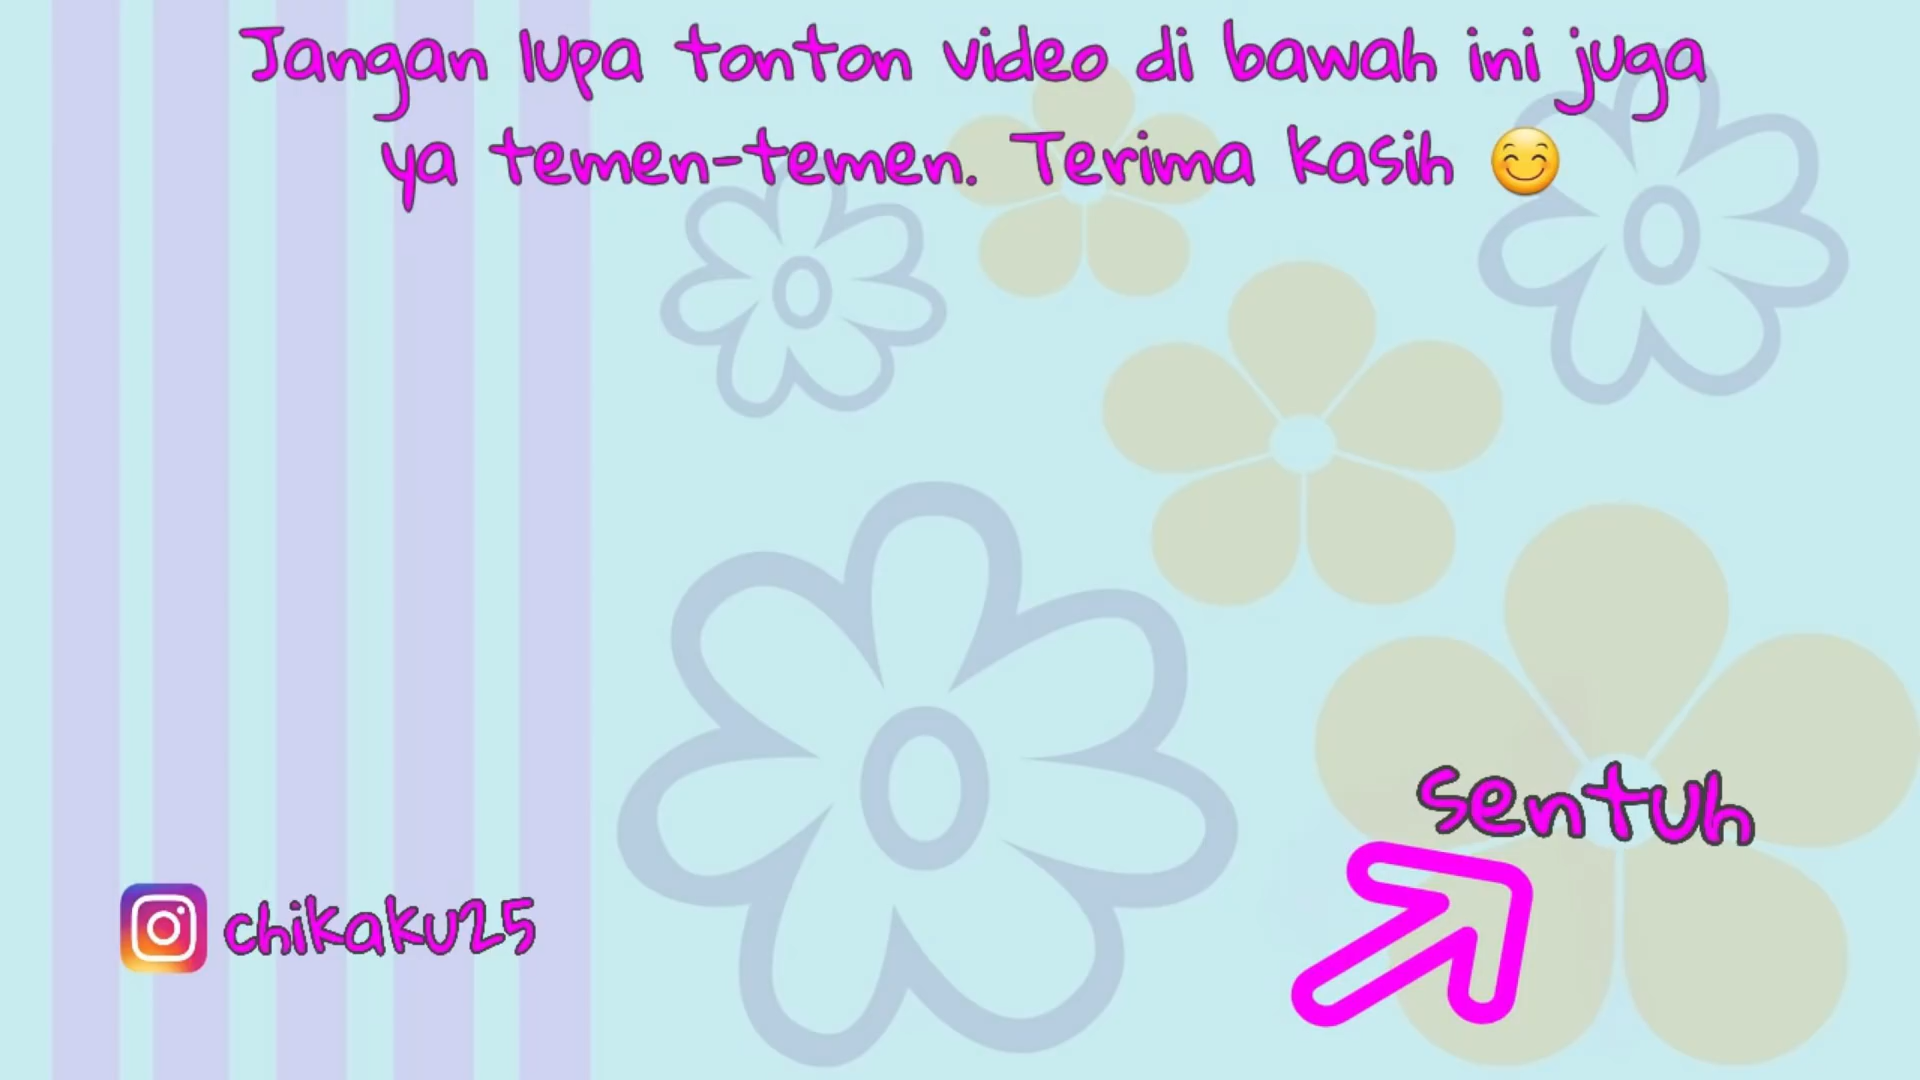 Jangan lupa tonton video di bawah ini juga
ya temen-temen. Terima kasih 😊
sentuh
chikaku25